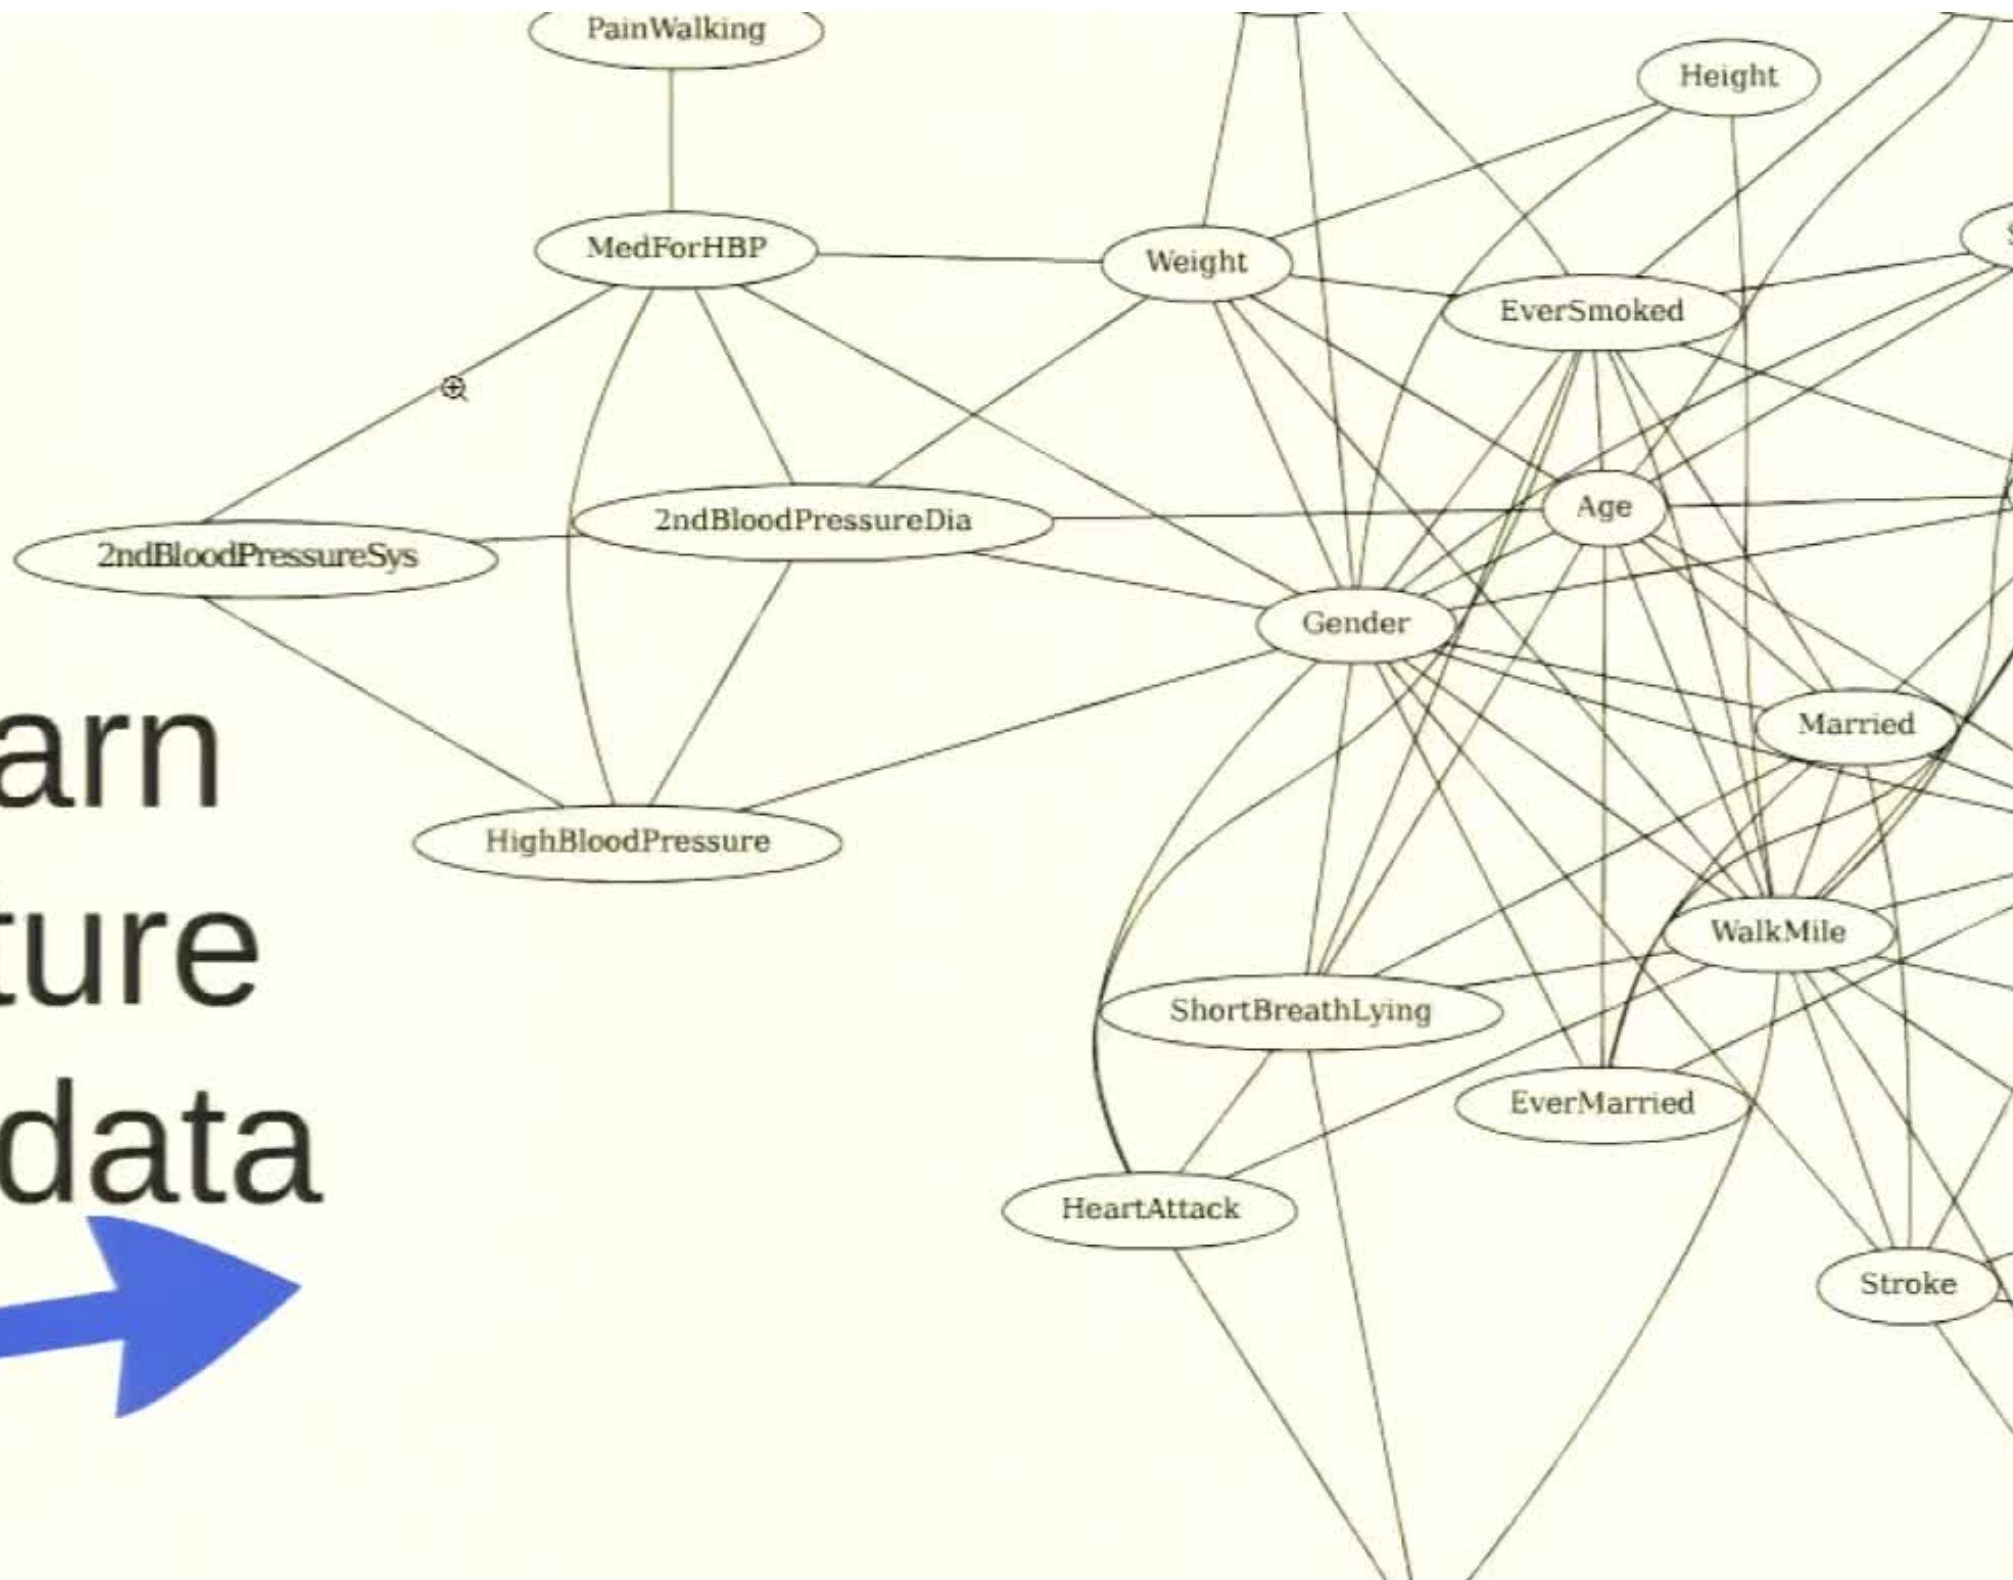 PainWalking
Height
MedForHBP
Weight
EverSmoked
Age
2ndBloodPressureDia
2ndBloodPressureSys
Gender
Married
arn
HighBloodPressure
WalkMile
ture
ShortBreathLying
EverMarried
data
HeartAttack
Stroke